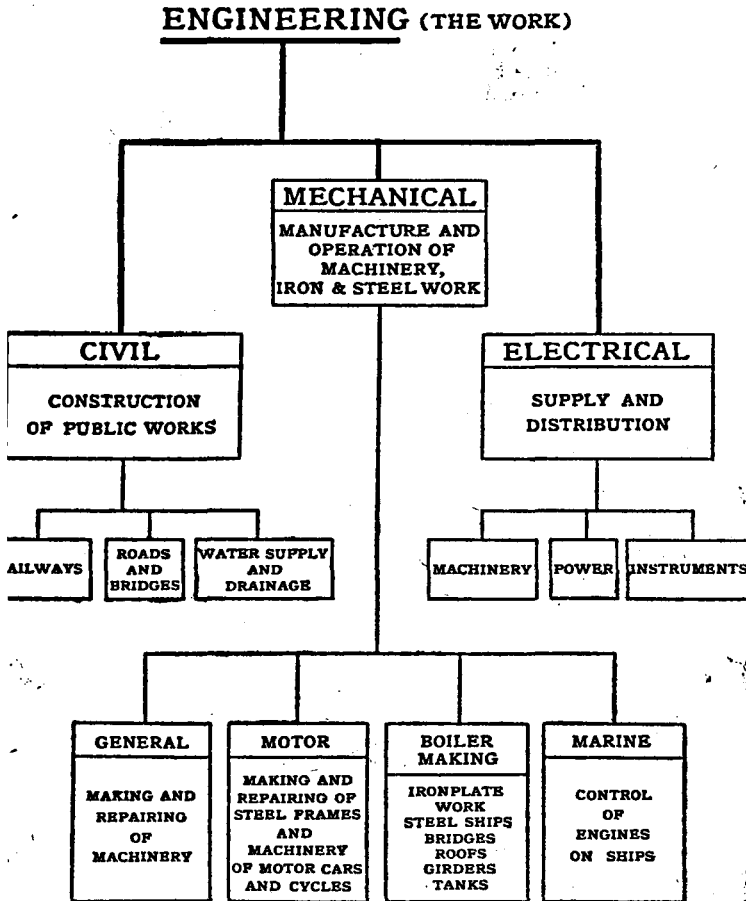 ENGINEERING (THE WORK)
MECHANICAL
MANUFACTURE AND
OPERATION OF
MACHINERY,
IRON & STEEL WORK
CIVIL
CONSTRUCTION
OF PUBLIC WORKS
ELECTRICAL
SUPPLY AND
DISTRIBUTION
AILWAYS
ROADS
AND
BRIDGES
WATER SUPPLY
AND
DRAINAGE
MACHINERY
POWER
INSTRUMENTS
GENERAL
MAKING AND
REPAIRING
OF
MACHINERY
MOTOR
MAKING AND
REPAIRING OF
STEEL FRAMES
AND
MACHINERY
OF MOTOR CARS
AND CYCLES
BOILER
MAKING
IRONPLATE
WORK
STEEL SHIPS
BRIDGES
ROOFS
GIRDERS
TANKS
MARINE
CONTROL
OF
ENGINES
ON SHIPS